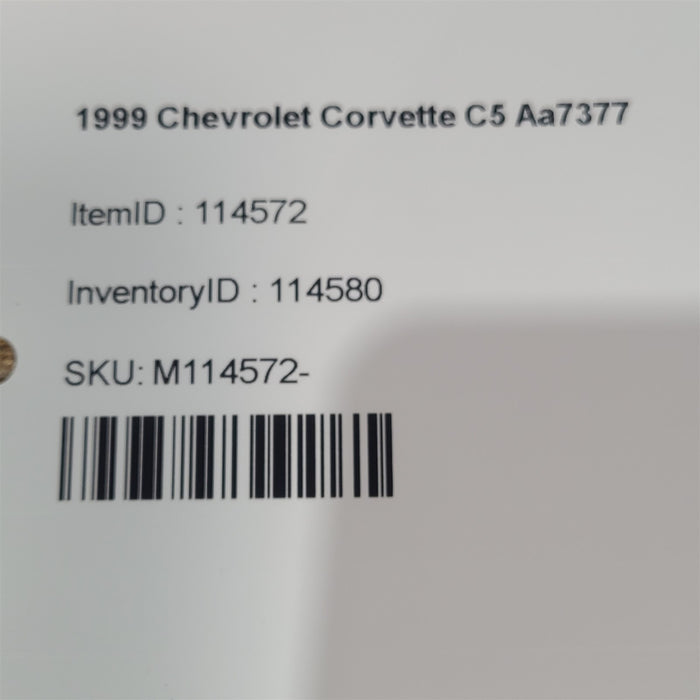 1999 Chevrolet Corvette C5 Aa7377
ItemID : 114572
InventoryID : 114580
SKU: M114572-